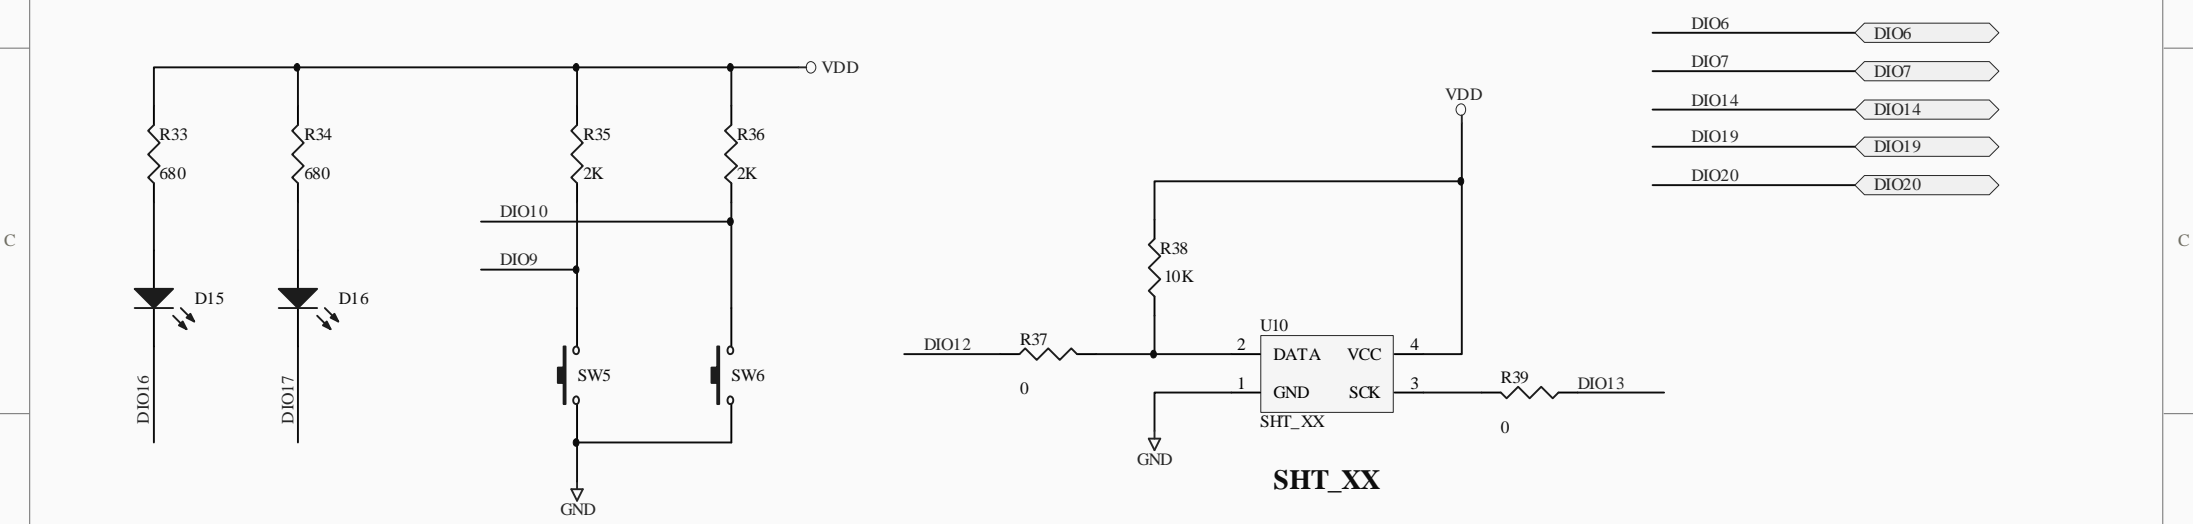 VDD
R33
680
R34
680
R35
2K
R36
2K
DIO10
DIO9
D15
D16
DIO16
DIO17
SW5
SW6
GND
VDD
R38
10K
U10
DIO12
R37
0
2
DATA
VCC
4
1
GND
SCK
3
R39
0
DIO13
SHT_XX
GND
SHT_XX
DIO6
DIO6
DIO7
DIO7
DIO14
DIO14
DIO19
DIO19
DIO20
DIO20
C
C